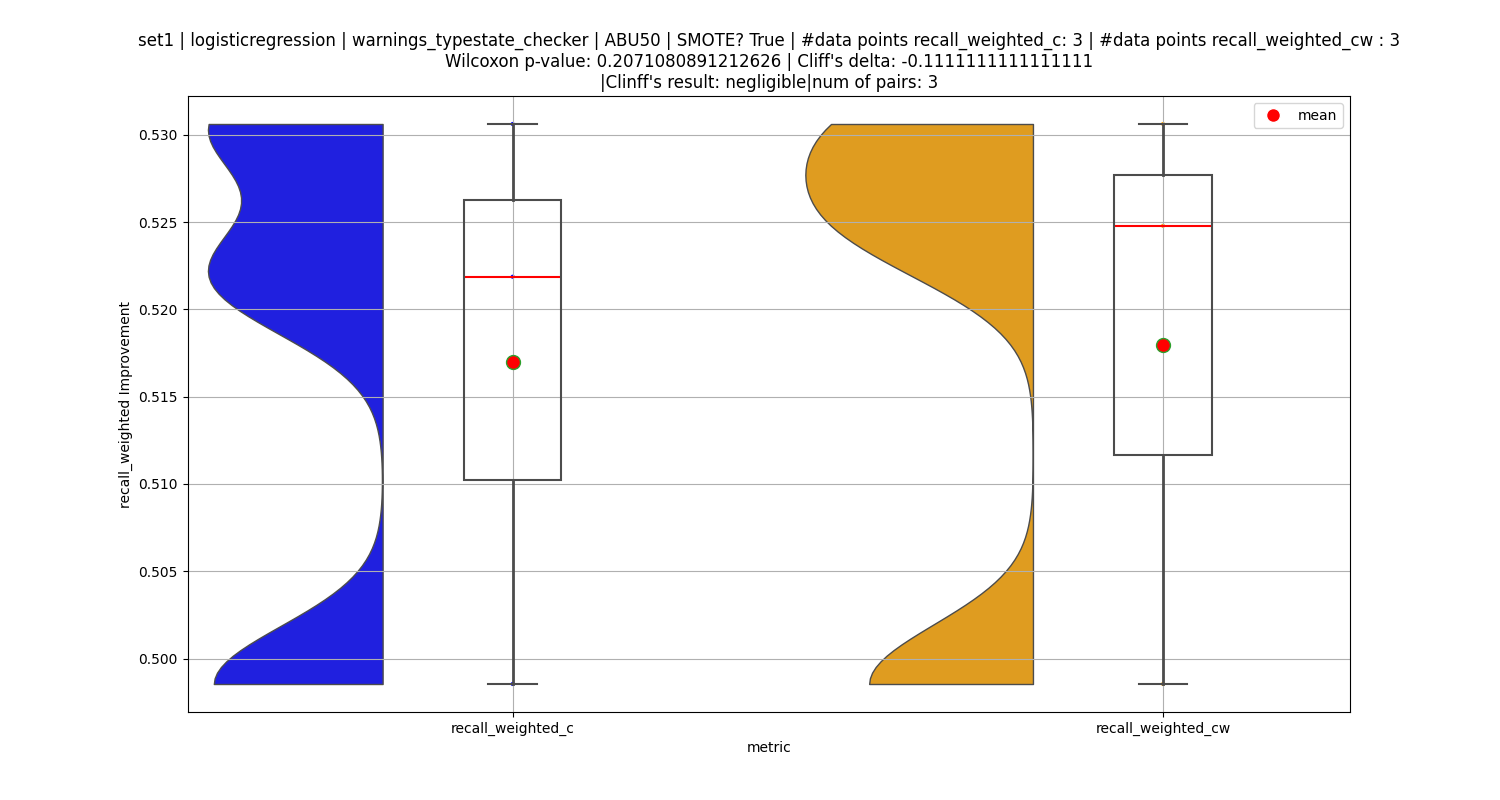 set1 | logisticregression | warnings_typestate_checker | ABU50 | SMOTE? True | #data points recall_weighted_c: 3 | #data points recall_weighted_cw : 3
Wilcoxon p-value: 0.2071080891212626 | Cliff's delta: -0.1111111111111111
|Clinff's result: negligible|num of pairs: 3
mean
0.530
0.525
0.520
0.515
0.510
0.505
0.500
recall_weighted Improvement
recall_weighted_c
recall_weighted_cw
metric